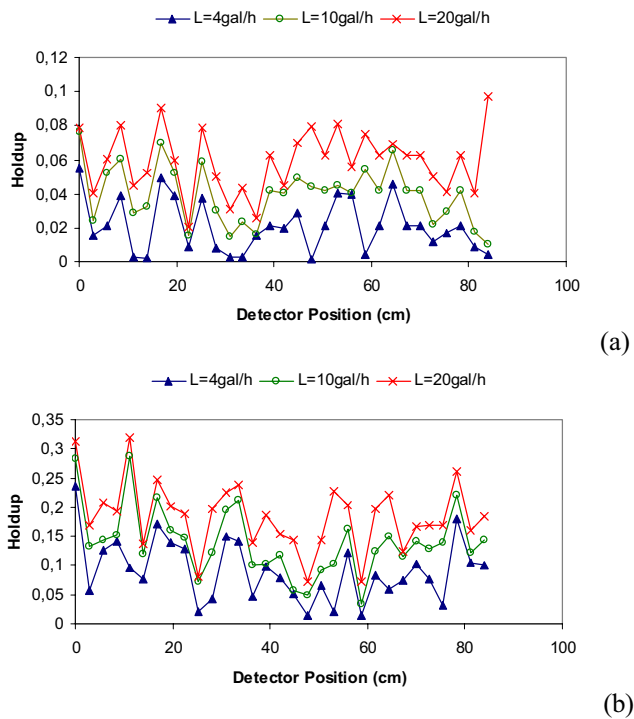 L=4gal/h L=10gal/h L=20gal/h
0,12
0,1
0,08
0,06
0,04
0,02
0
Holdup
0 20 40 60 80 100
Detector Position (cm)
(a)
L=4gal/h L=10gal/h L=20gal/h
0,35
0,3
0,25
0,2
0,15
0,1
0,05
0
Holdup
0 20 40 60 80 100
Detector Position (cm)
(b)